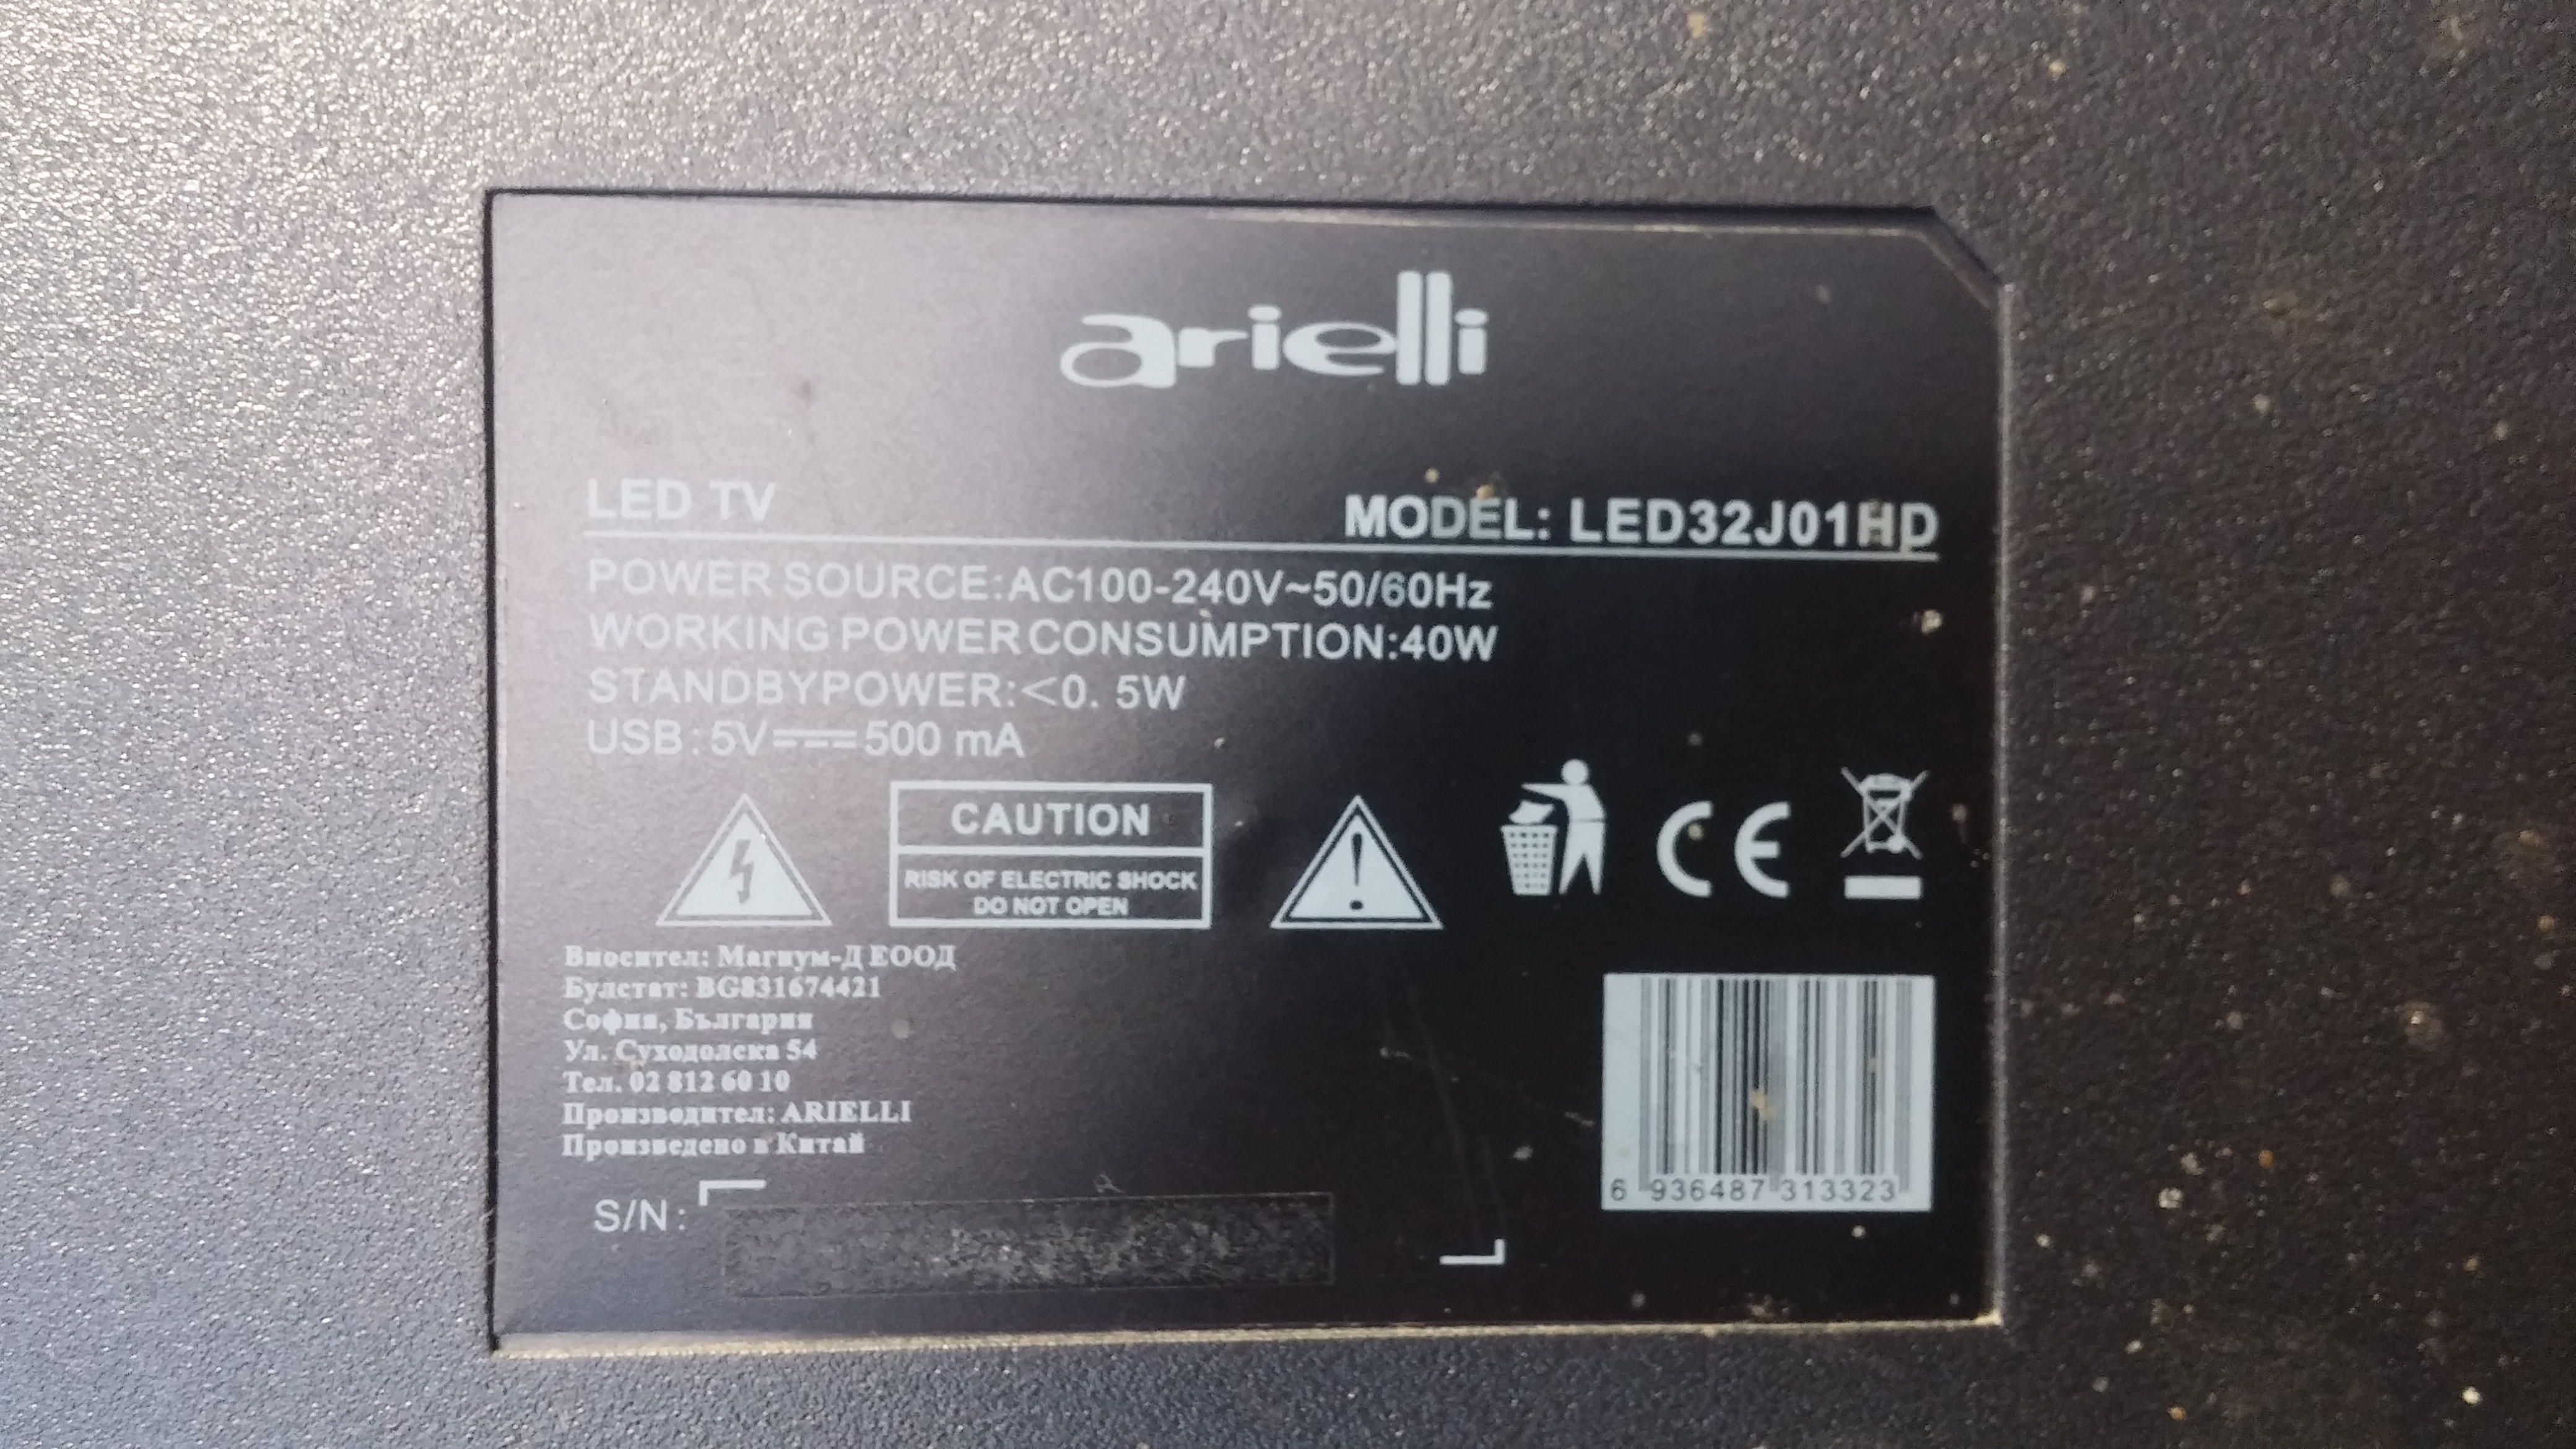 arielli
LED TV MODEL: LED32J01HD
POWER SOURCE:AC100-240V~50/60Hz
WORKING POWER CONSUMPTION:40W
STANDBYPOWER:<0. 5W
USB: 5V⎓500 mA
CAUTION
RISK OF ELECTRIC SHOCK
DO NOT OPEN
CE
Вносител: Магнум-Д ЕООД
Булстат: BG831674421
София, България
Ул. Суходолска 54
Тел. 02 812 60 10
Производител: ARIELLI
Произведено в Китай
S/N:
6 936487 313323